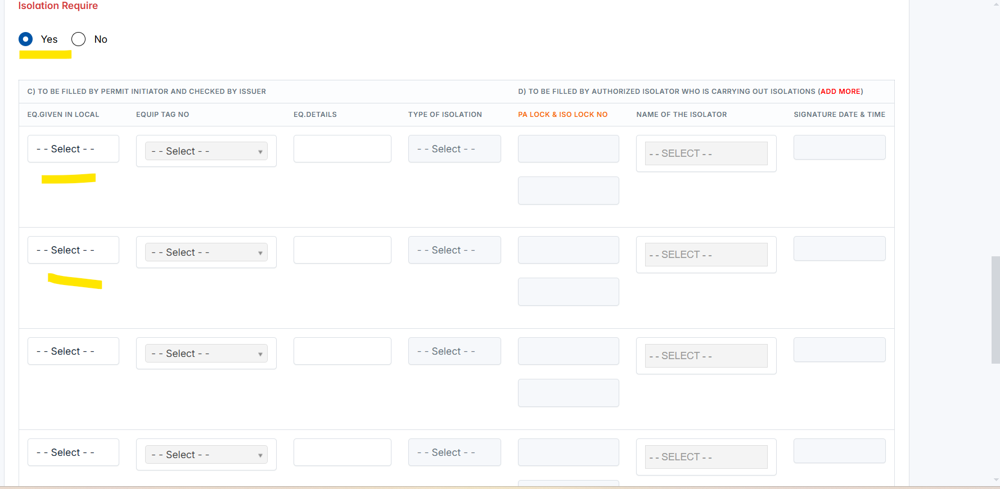 Isolation Require
Yes No
C) TO BE FILLED BY PERMIT INITIATOR AND CHECKED BY ISSUER D) TO BE FILLED BY AUTHORIZED ISOLATOR WHO IS CARRYING OUT ISOLATIONS (ADD MORE)
EQ.GIVEN IN LOCAL EQUIP TAG NO EQ.DETAILS TYPE OF ISOLATION PA LOCK & ISO LOCK NO NAME OF THE ISOLATOR SIGNATURE DATE & TIME
- - Select - - - - Select - - - - Select - - - - SELECT - -
- - Select - - - - Select - - - - Select - - - - SELECT - -
- - Select - - - - Select - - - - Select - - - - SELECT - -
- - Select - - - - Select - - - - Select - - - - SELECT - -